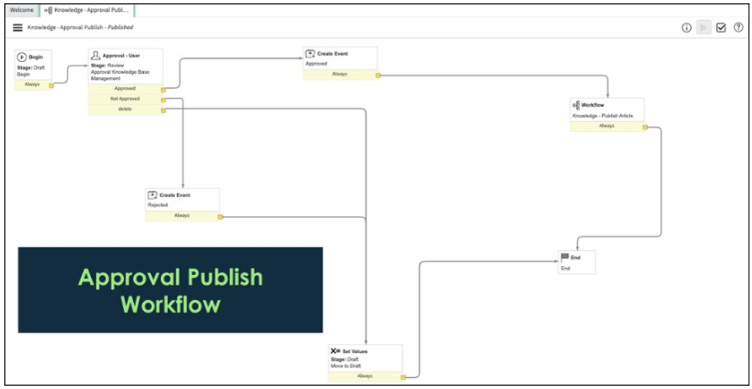 Welcome
Knowledge - Approval Publ...
Knowledge - Approval Publish - Published
Begin
Stage: Draft
Begin
Always
Approval - User
Stage: Review
Approval Knowledge Base
Management
Approved
Not Approved
delete
Create Event
Approved
Always
Workflow
Knowledge - Publish Article
Always
Create Event
Rejected
Always
End
End
Approval Publish
Workflow
Set Values
Stage: Draft
Move to Draft
Always